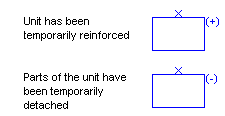 Unit has been
temporarily reinforced
(+)
Parts of the unit have
been temporarily
detached
(-)